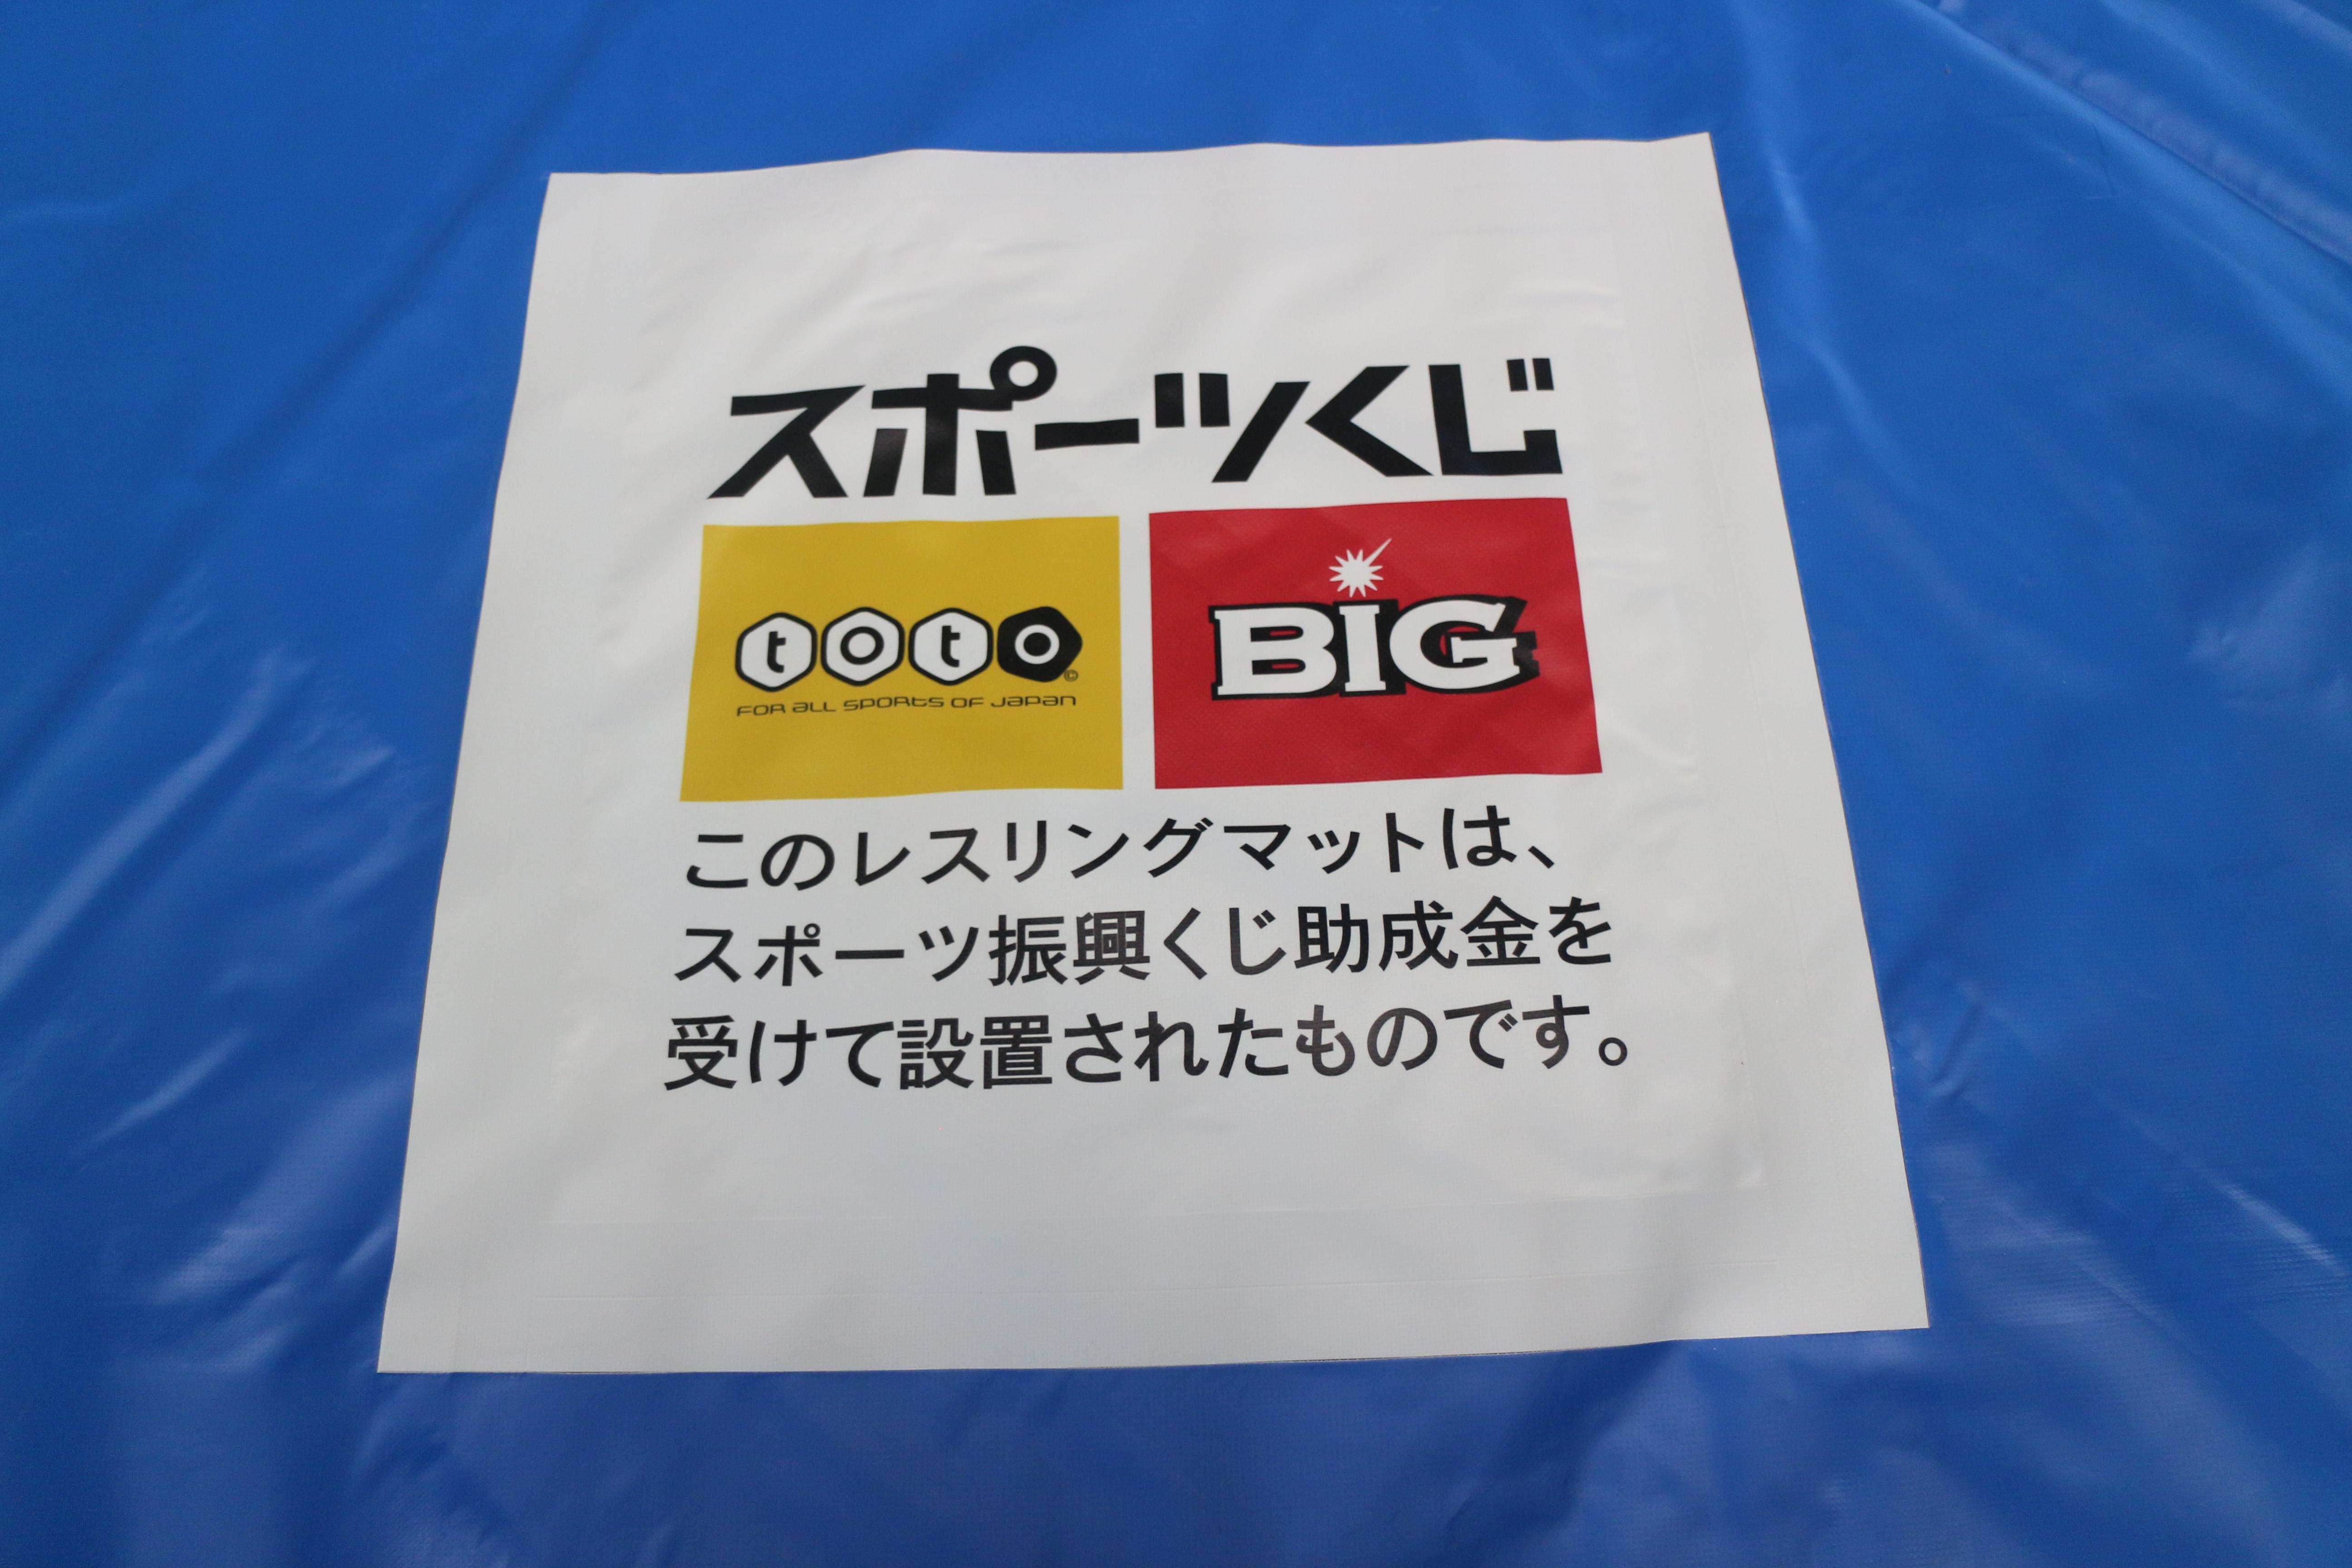 スポーツくじ
toto
FOR ALL SPORTS OF JAPAN
BIG
このレスリングマットは、
スポーツ振興くじ助成金を
受けて設置されたものです。